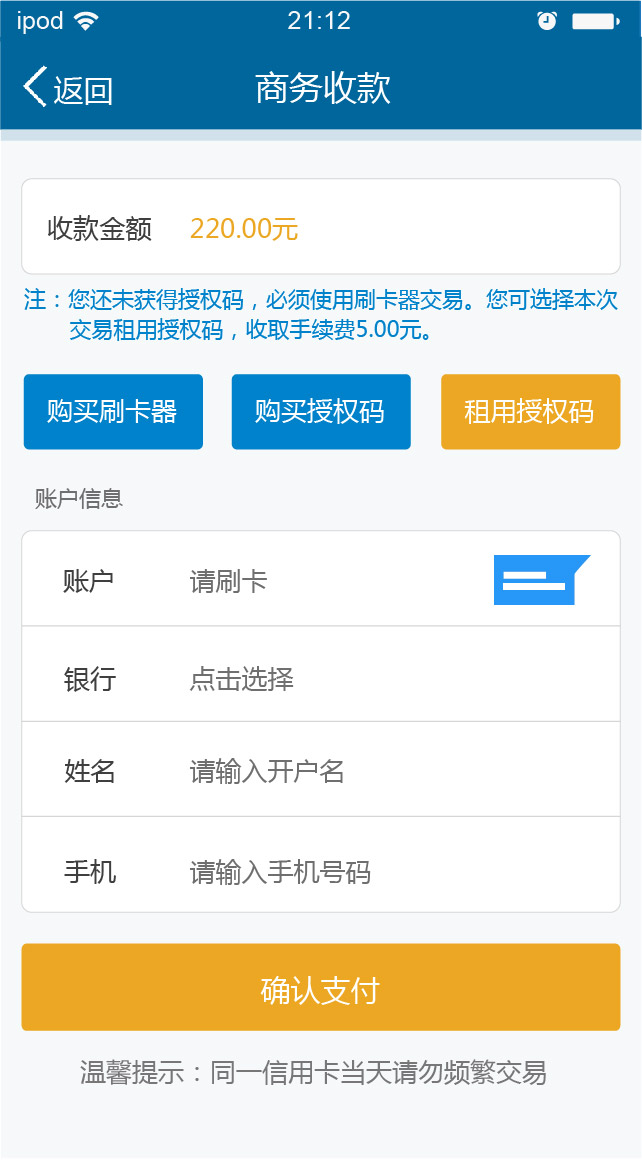 ipod 21:12
返回 商务收款
收款金额 220.00元
注：您还未获得授权码，必须使用刷卡器交易。您可选择本次
交易租用授权码，收取手续费5.00元。
购买刷卡器 购买授权码 租用授权码
账户信息
账户 请刷卡
银行 点击选择
姓名 请输入开户名
手机 请输入手机号码
确认支付
温馨提示：同一信用卡当天请勿频繁交易